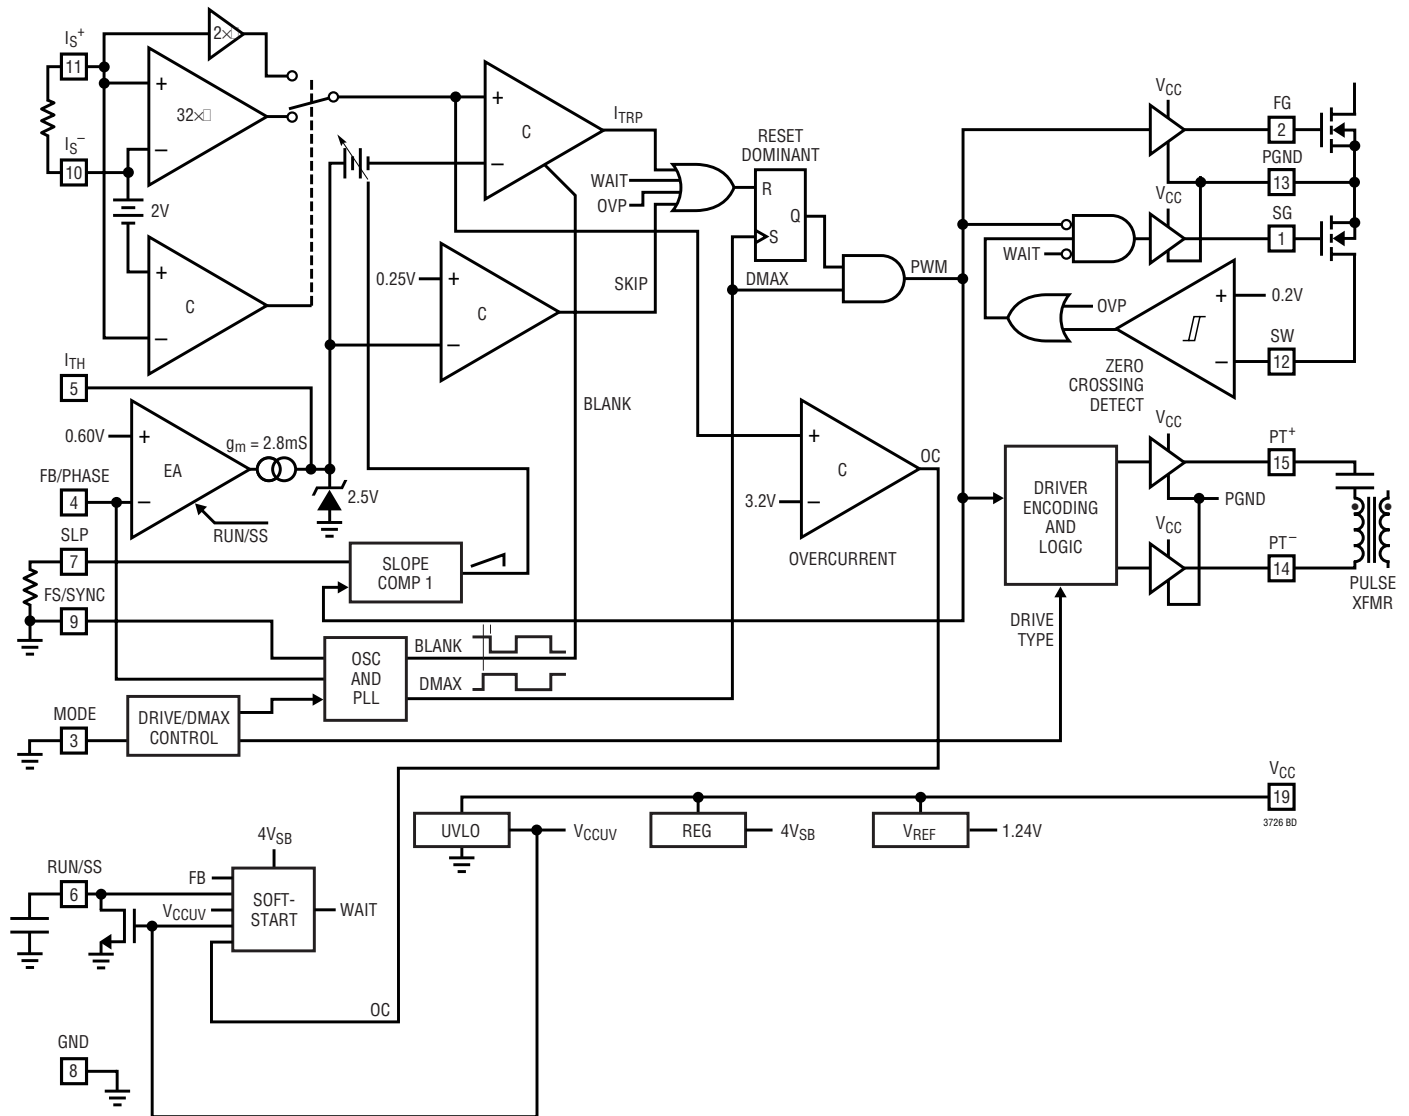 IS+
11
2×
+
32×
–
IS–
10
2V
+
C
–
+
C
–
ITRP
WAIT
OVP
RESET
DOMINANT
R
Q
S
0.25V
+
C
–
SKIP
DMAX
PWM
VCC
FG
2
PGND
13
VCC
SG
1
WAIT
OVP
+
0.2V
–
SW
12
ZERO
CROSSING
DETECT
ITH
5
BLANK
0.60V
+
EA
–
gm = 2.8mS
FB/PHASE
4
2.5V
RUN/SS
SLP
7
SLOPE
COMP 1
FS/SYNC
9
+
C
–
OC
3.2V
OVERCURRENT
DRIVER
ENCODING
AND
LOGIC
VCC
PT+
15
PGND
VCC
PT–
14
PULSE
XFMR
DRIVE
TYPE
OSC
AND
PLL
BLANK
DMAX
MODE
3
DRIVE/DMAX
CONTROL
VCC
19
3726 BD
UVLO
VCCUV
REG
4VSB
VREF
1.24V
4VSB
RUN/SS
6
FB
VCCUV
SOFT-
START
WAIT
OC
GND
8